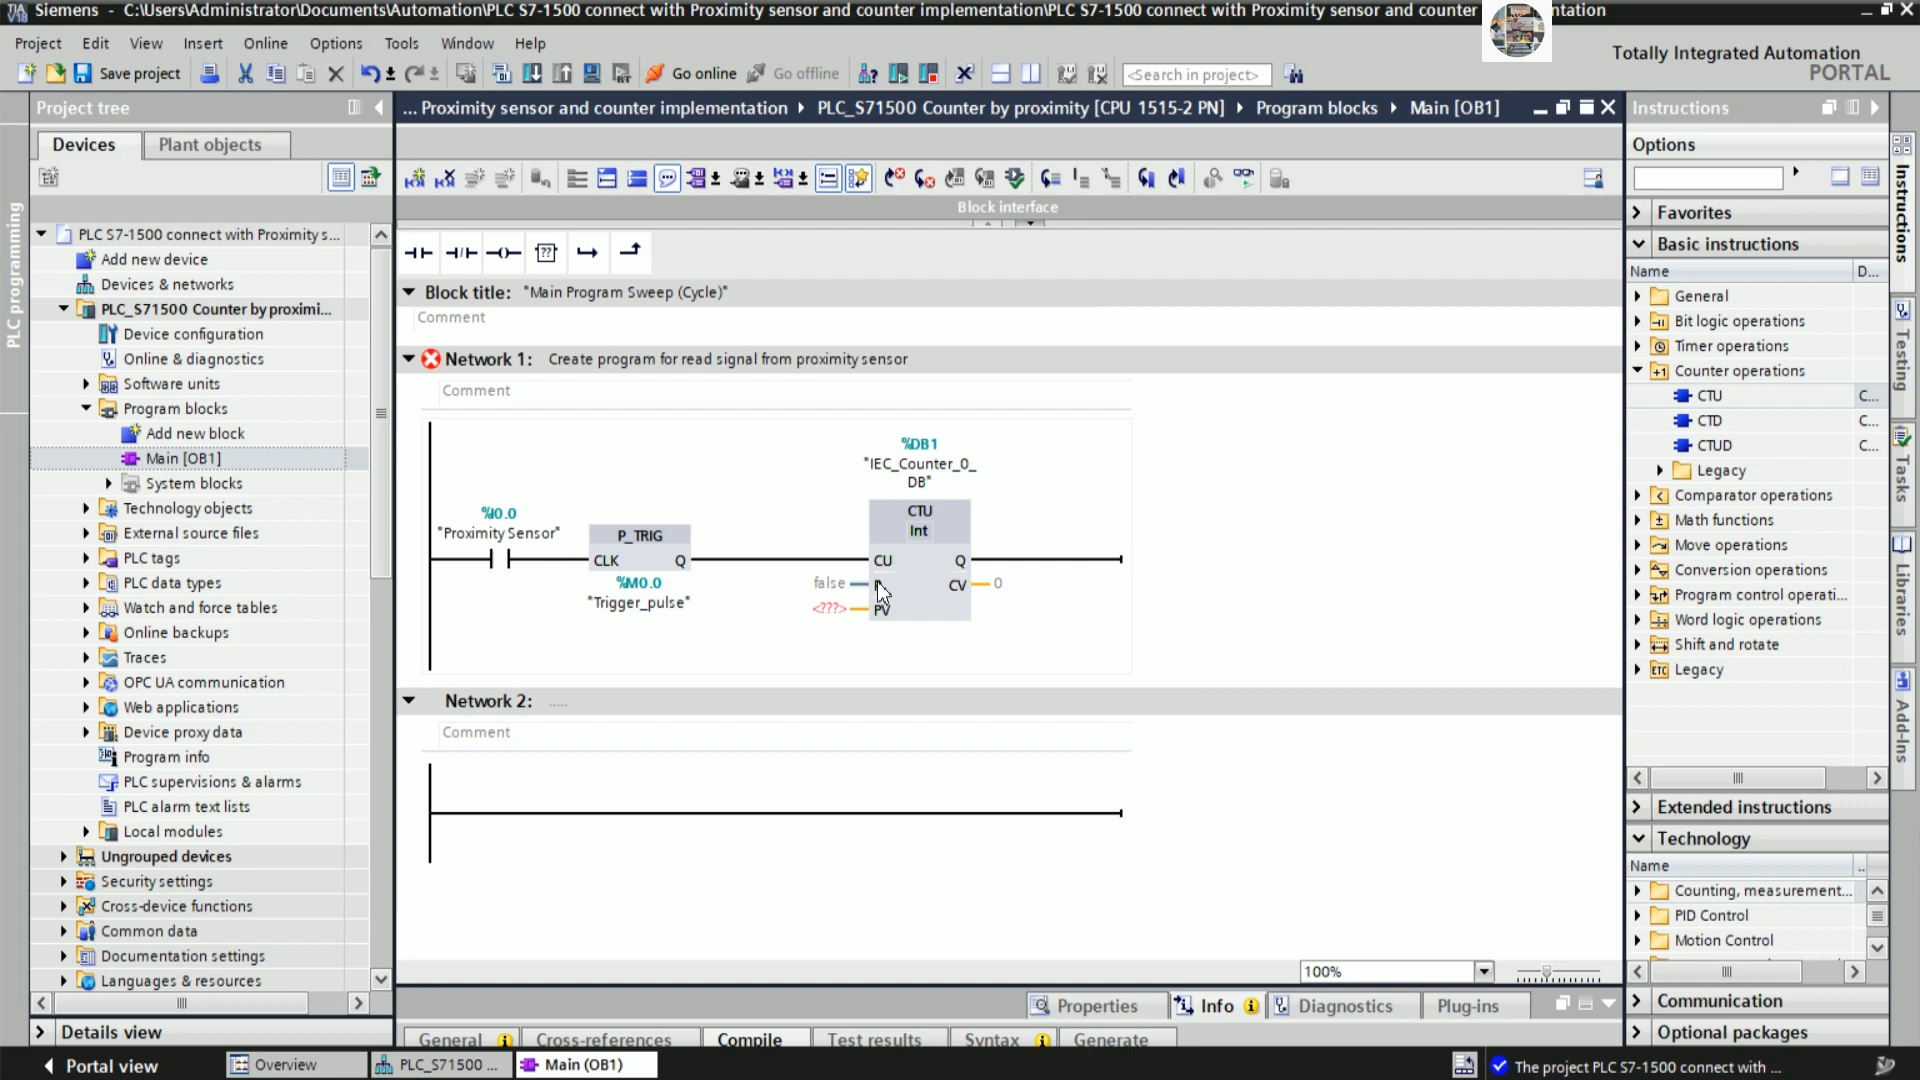 Siemens - C:\Users\Administrator\Documents\Automation\PLC S7-1500 connect with Proximity sensor and counter implementation\PLC S7-1500 connect with Proximity sensor and counter
Project Edit View Insert Online Options Tools Window Help
Totally Integrated Automation
PORTAL
Save project
Go online
Go offline
<Search in project>
Project tree
... Proximity sensor and counter implementation PLC_S71500 Counter by proximity [CPU 1515-2 PN] Program blocks Main [OB1]
Instructions
Devices
Plant objects
Options
Block interface
PLC S7-1500 connect with Proximity s...
Add new device
Devices & networks
PLC_S71500 Counter by proximi...
Device configuration
Online & diagnostics
Software units
Program blocks
Add new block
Main [OB1]
System blocks
Technology objects
External source files
PLC tags
PLC data types
Watch and force tables
Online backups
Traces
OPC UA communication
Web applications
Device proxy data
Program info
PLC supervisions & alarms
PLC alarm text lists
Local modules
Ungrouped devices
Security settings
Cross-device functions
Common data
Documentation settings
Languages & resources
Details view
PLC programming
??
Block title: "Main Program Sweep (Cycle)"
Comment
Network 1: Create program for read signal from proximity sensor
Comment
%DB1
"IEC_Counter_0_
DB"
CTU
Int
%I0.0
"Proximity Sensor"
P_TRIG
CLK Q
%M0.0
"Trigger_pulse"
CU Q
false
CV 0
<???> PV
Network 2: .....
Comment
100%
Properties
Info
Diagnostics
Plug-ins
General
Cross-references
Compile
Test results
Syntax
Generate
Favorites
Basic instructions
Name D...
General
Bit logic operations
Timer operations
Counter operations
CTU C...
CTD C...
CTUD C...
Legacy
Comparator operations
Math functions
Move operations
Conversion operations
Program control operati...
Word logic operations
Shift and rotate
Legacy
Extended instructions
Technology
Name ..
Counting, measurement...
PID Control
Motion Control
Communication
Optional packages
Instructions
Testing
Tasks
Libraries
Add-Ins
Portal view
Overview
PLC_S71500 ...
Main (OB1)
The project PLC S7-1500 connect with ...